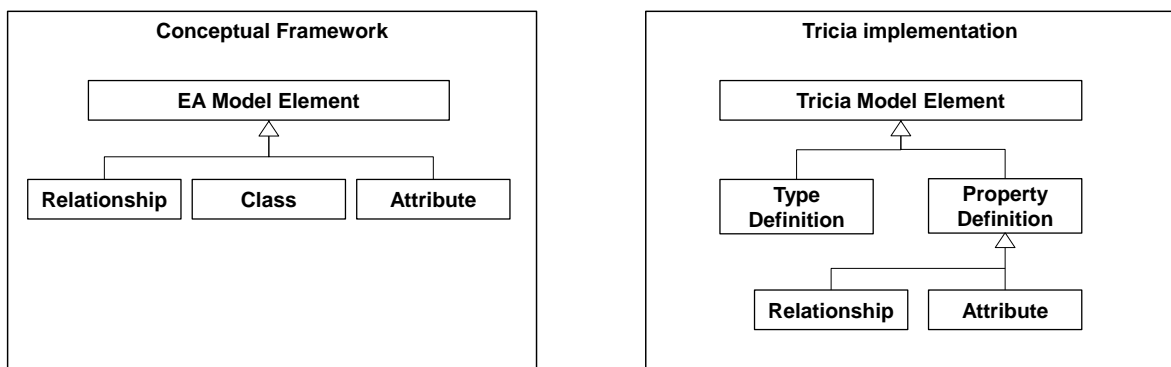 Conceptual Framework
EA Model Element
Relationship
Class
Attribute
Tricia implementation
Tricia Model Element
Type
Definition
Property
Definition
Relationship
Attribute